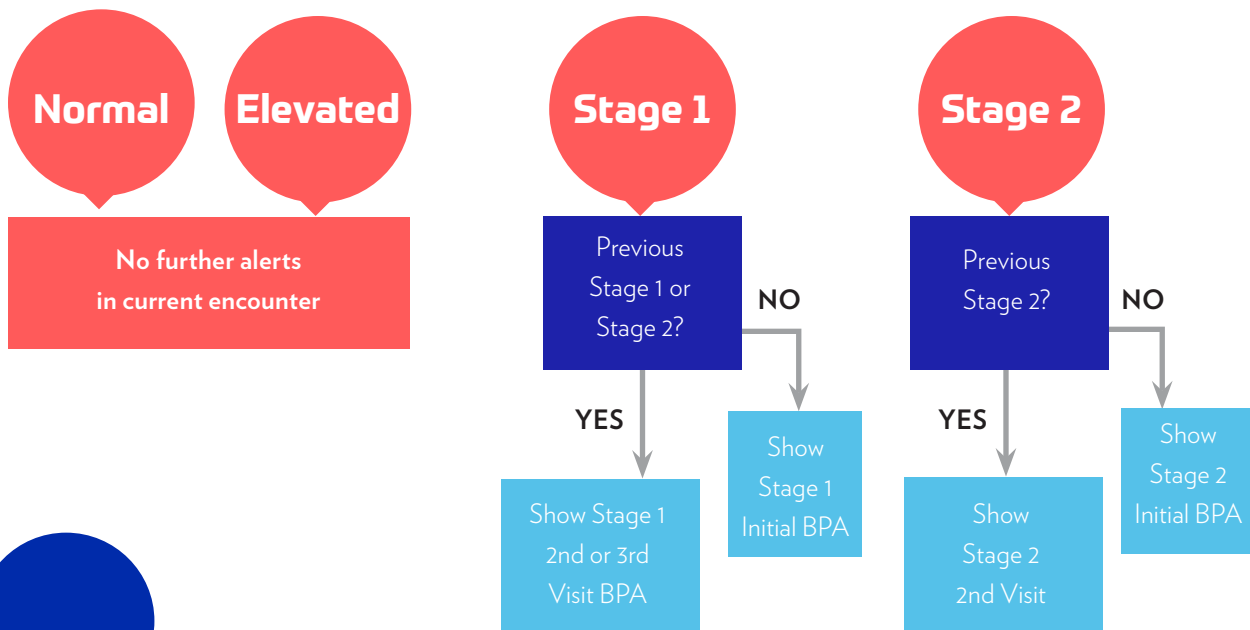 Normal
Elevated
No further alerts
in current encounter
Stage 1
Previous
Stage 1 or
Stage 2?
NO
YES
Show
Stage 1
Initial BPA
Show Stage 1
2nd or 3rd
Visit BPA
Stage 2
Previous
Stage 2?
NO
YES
Show
Stage 2
Initial BPA
Show
Stage 2
2nd Visit